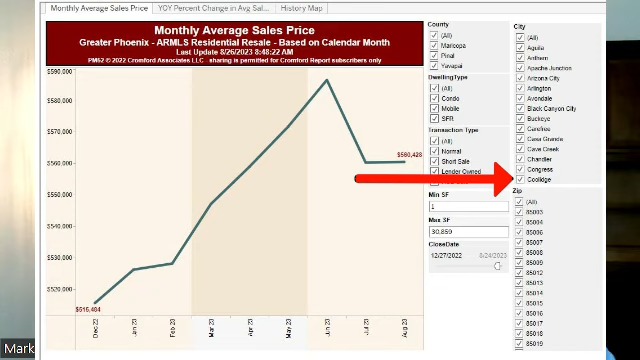 Monthly Average Sales Price
YOY Percent Change in Avg Sal...
History Map
Monthly Average Sales Price
Greater Phoenix - ARMLS Residential Resale - Based on Calendar Month
Last Update 8/26/2023 8:48:22 AM
PM52 © 2022 Cromford Associates LLC - sharing is permitted for Cromford Report subscribers only
$590,000
$580,000
$570,000
$560,000
$550,000
$540,000
$530,000
$520,000
$515,484
$560,428
Dec 22
Jan 23
Feb 23
Mar 23
Apr 23
May 23
Jun 23
Jul 23
Aug 23
County
(All)
Maricopa
Pinal
Yavapai
DwellingType
(All)
Condo
Mobile
SFR
Transaction Type
(All)
Normal
Short Sale
Lender Owned
Min SF
1
Max SF
30,859
CloseDate
12/27/2022
8/24/2023
City
(All)
Aguila
Anthem
Apache Junction
Arizona City
Arlington
Avondale
Black Canyon City
Buckeye
Carefree
Casa Grande
Cave Creek
Chandler
Congress
Coolidge
Zip
(All)
85003
85004
85006
85007
85008
85009
85012
85013
85014
85015
85016
85017
85018
85019
Mark